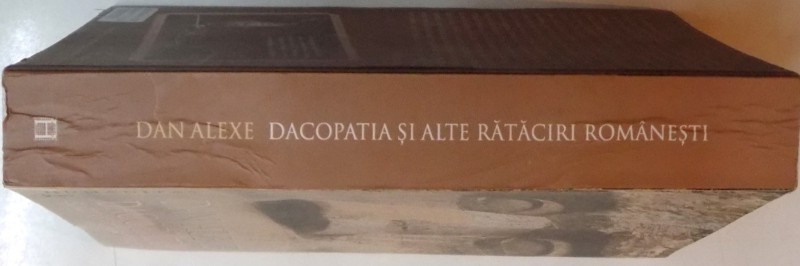 DAN ALEXE DACOPATIA ȘI ALTE RĂTĂCIRI ROMÂNEȘTI